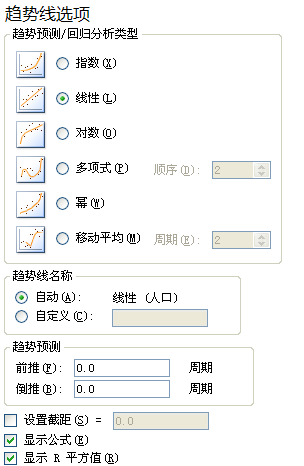 趋势线选项
趋势预测/回归分析类型
指数(X)
线性(L)
对数(O)
多项式(P) 顺序(D): 2
幂(W)
移动平均(M) 周期(E): 2
趋势线名称
自动(A): 线性 (人口)
自定义(C):
趋势预测
前推(F): 0.0 周期
倒推(B): 0.0 周期
设置截距(S) = 0.0
显示公式(E)
显示 R 平方值(R)